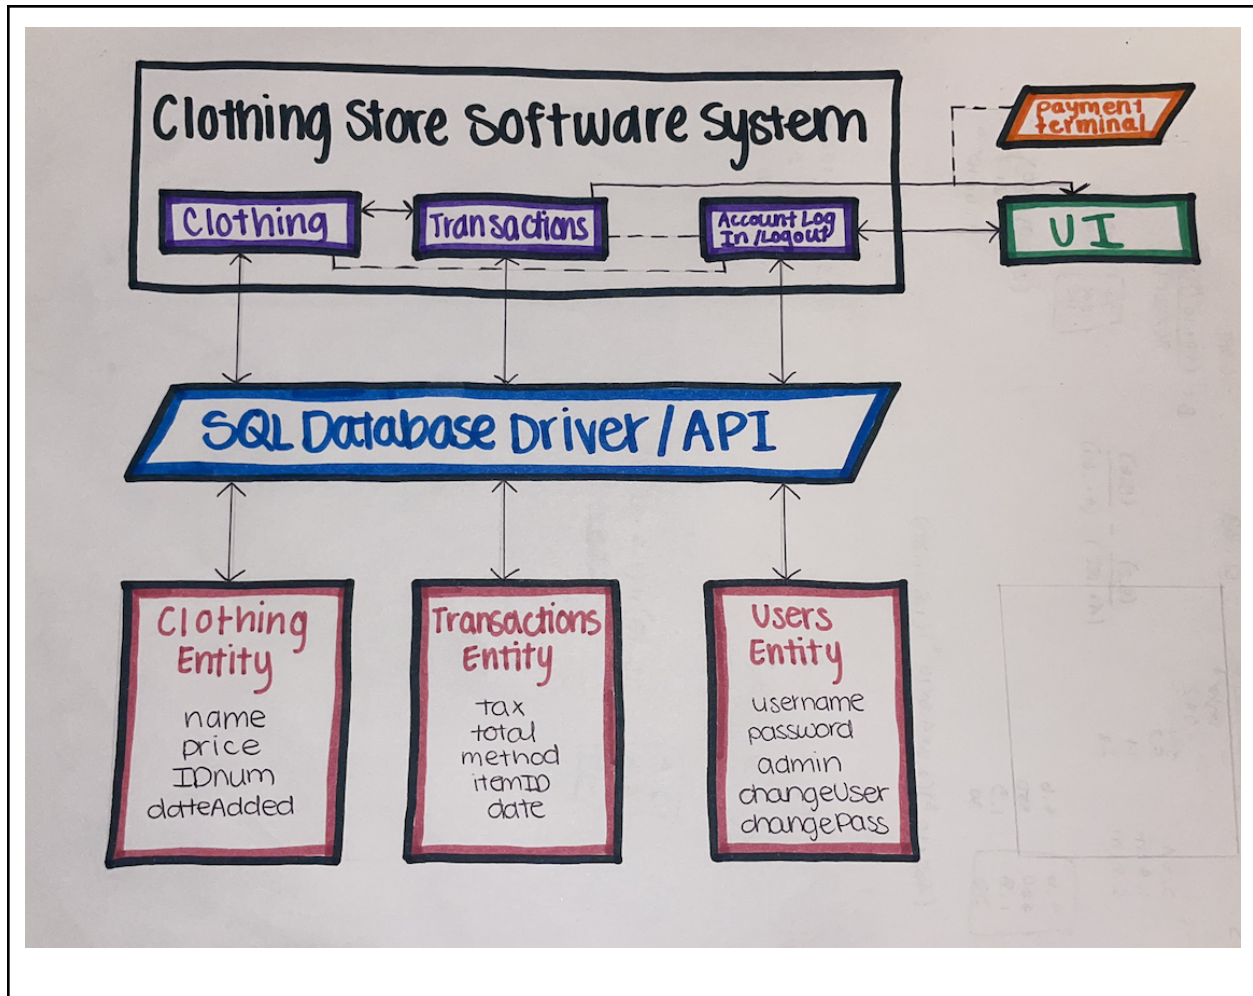 Clothing Store Software System
payment
terminal
Clothing
Transactions
Account Log
In/Logout
UI
SQL Database Driver / API
Clothing
Entity
name
price
IDnum
dateAdded
Transactions
Entity
tax
total
method
itemID
date
Users
Entity
username
password
admin
changeUser
changePass